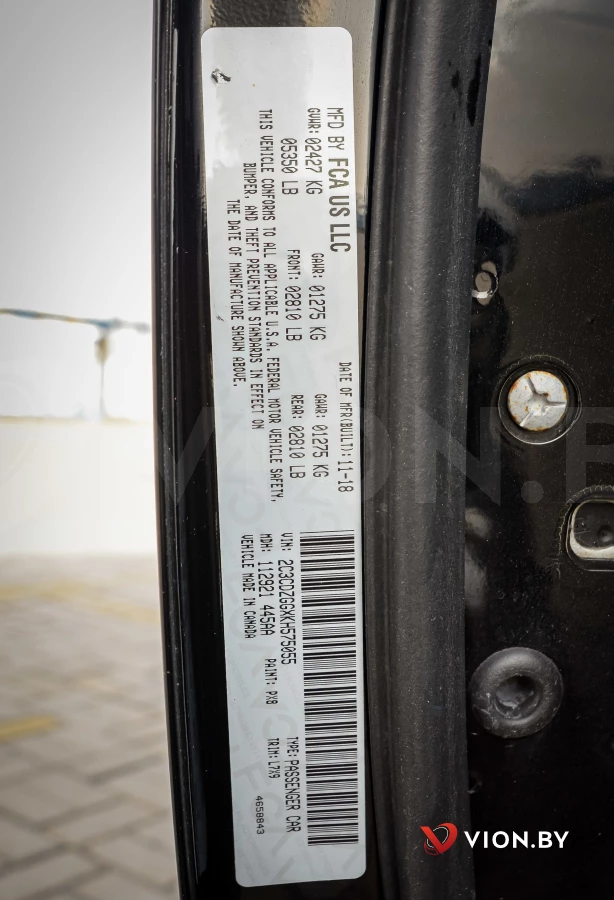 MFD BY FCA US LLC
DATE OF MFR(BUILT): 11-18
GVWR: 02427 KG
GAWR: 01275 KG
GAWR: 01275 KG
05350 LB
FRONT: 02810 LB
REAR: 02810 LB
THIS VEHICLE CONFORMS TO ALL APPLICABLE U.S.A. FEDERAL MOTOR VEHICLE SAFETY,
BUMPER, AND THEFT PREVENTION STANDARDS IN EFFECT ON
THE DATE OF MANUFACTURE SHOWN ABOVE.
VIN: 2C3CDZGGXKH575055
TYPE: PASSENGER CAR
MDH: 112921 445AA
PAINT: PX8
TRIM: L7X9
VEHICLE MADE IN CANADA
4658843
VION.BY